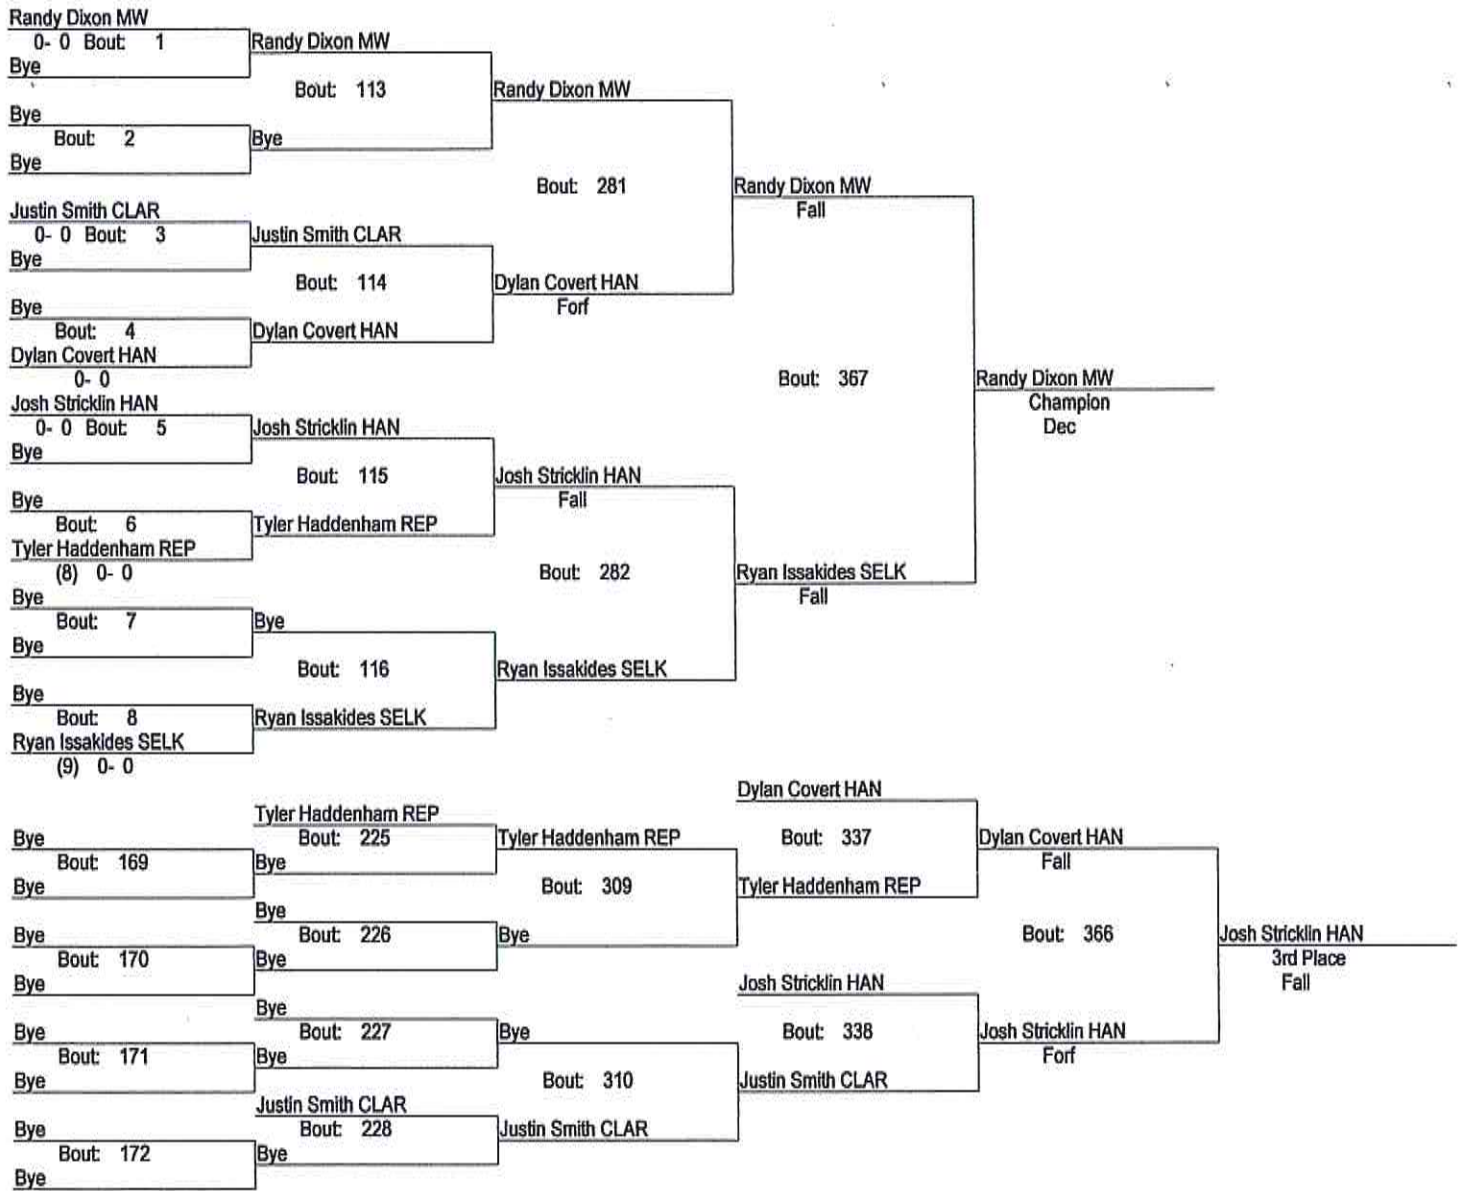 Randy Dixon MW
0- 0 Bout: 1
Bye
Randy Dixon MW
Bout: 113
Bye
Bout: 2
Bye
Bye
Randy Dixon MW
Bout: 281
Justin Smith CLAR
0- 0 Bout: 3
Bye
Justin Smith CLAR
Bout: 114
Bye
Bout: 4
Dylan Covert HAN
0- 0
Dylan Covert HAN
Dylan Covert HAN
Forf
Randy Dixon MW
Fall
Bout: 367
Josh Stricklin HAN
0- 0 Bout: 5
Bye
Josh Stricklin HAN
Bout: 115
Bye
Bout: 6
Tyler Haddenham REP
(8) 0- 0
Tyler Haddenham REP
Josh Stricklin HAN
Fall
Bout: 282
Bye
Bout: 7
Bye
Bye
Bout: 116
Bye
Bout: 8
Ryan Issakides SELK
(9) 0- 0
Ryan Issakides SELK
Ryan Issakides SELK
Ryan Issakides SELK
Fall
Randy Dixon MW
Champion
Dec
Bye
Bout: 169
Bye
Tyler Haddenham REP
Bout: 225
Bye
Bye
Bout: 170
Bye
Bye
Bout: 226
Bye
Tyler Haddenham REP
Bout: 309
Bye
Bye
Bout: 171
Bye
Bye
Bout: 227
Bye
Bye
Bout: 172
Bye
Justin Smith CLAR
Bout: 228
Bye
Bye
Bout: 310
Justin Smith CLAR
Dylan Covert HAN
Bout: 337
Tyler Haddenham REP
Josh Stricklin HAN
Bout: 338
Justin Smith CLAR
Dylan Covert HAN
Fall
Bout: 366
Josh Stricklin HAN
Forf
Josh Stricklin HAN
3rd Place
Fall